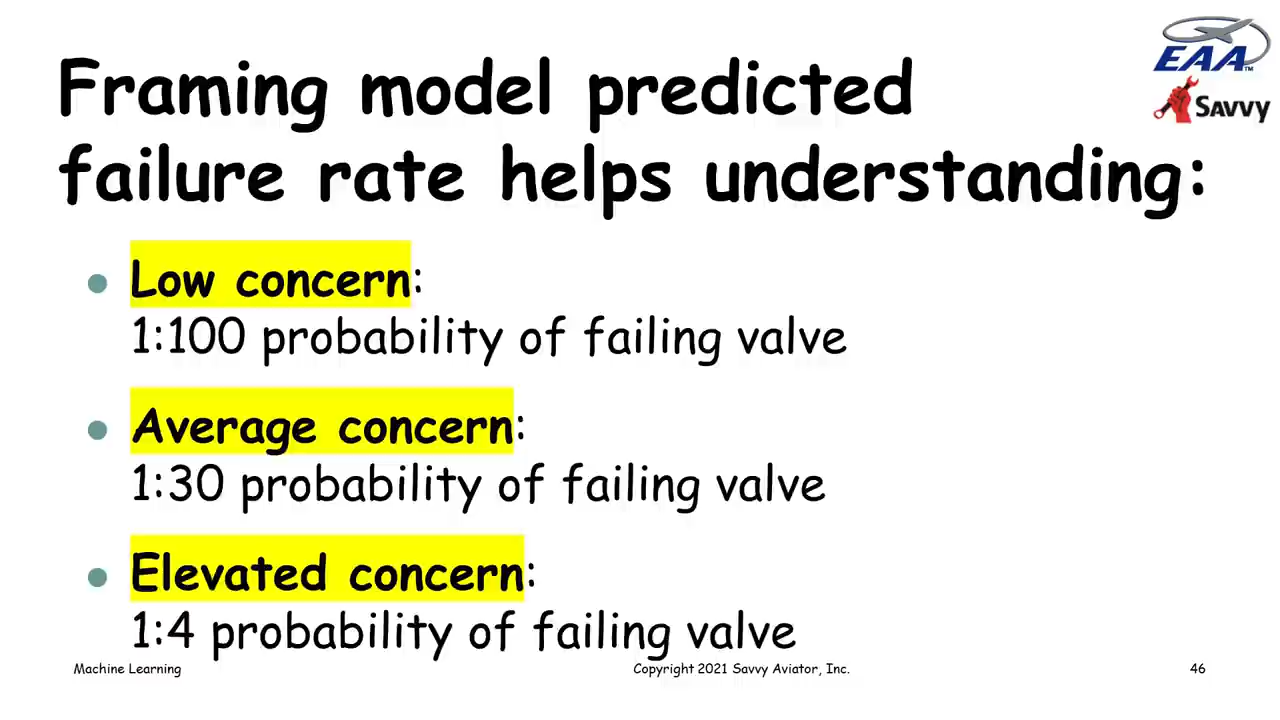 Framing model predicted
failure rate helps understanding:
EAA™
SAVVY
● Low concern:
1:100 probability of failing valve
● Average concern:
1:30 probability of failing valve
● Elevated concern:
1:4 probability of failing valve
Machine Learning
Copyright 2021 Savvy Aviator, Inc.
46